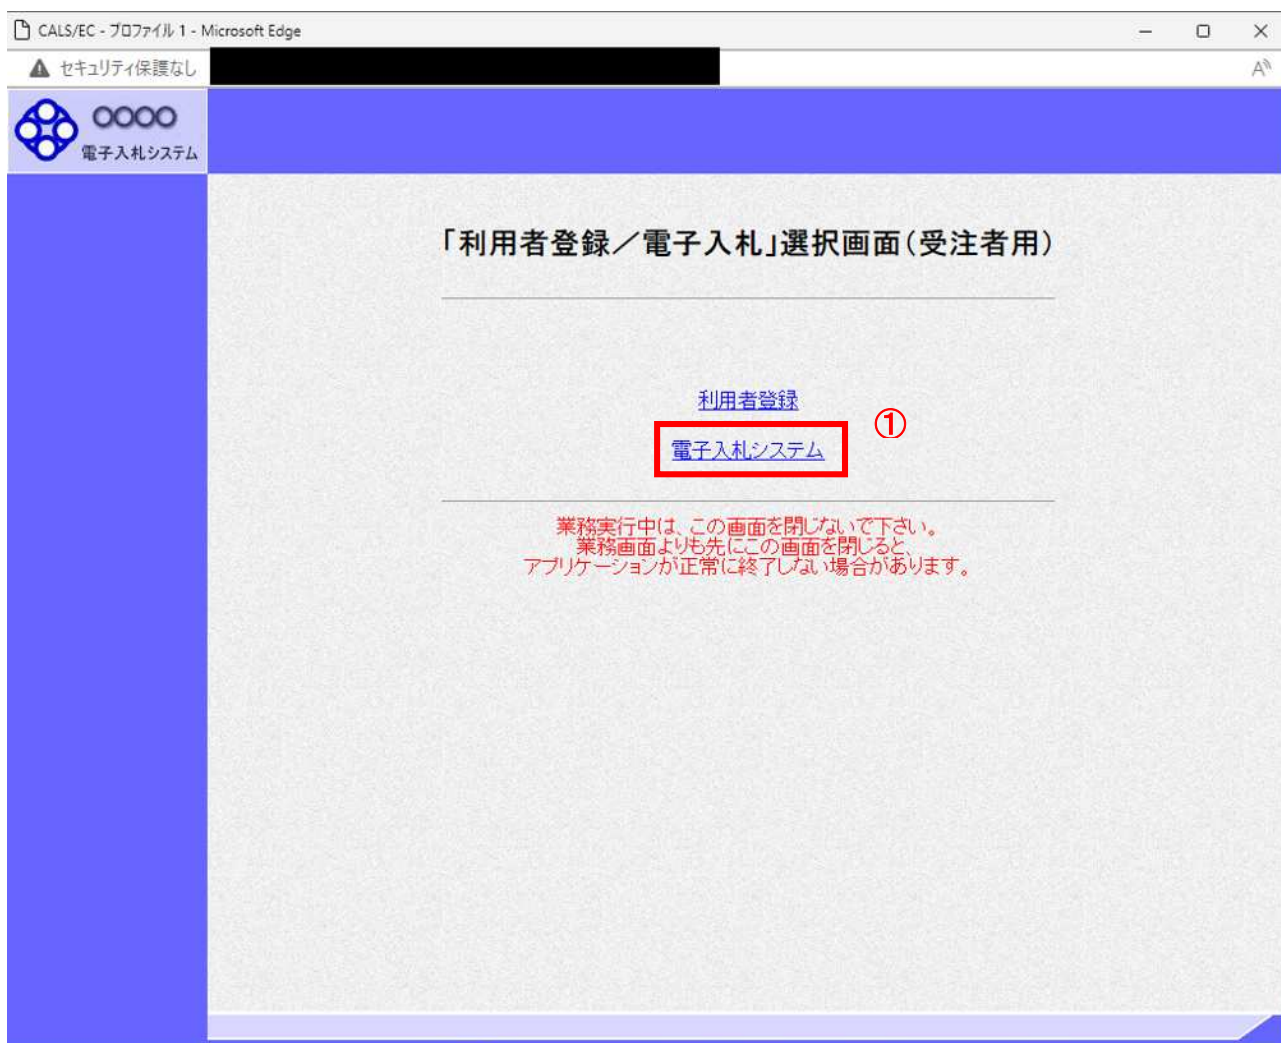 CALS/EC - プロファイル 1 - Microsoft Edge
セキュリティ保護なし
A
〇〇〇〇
電子入札システム
「利用者登録／電子入札」選択画面（受注者用）
利用者登録
①
電子入札システム
業務実行中は、この画面を閉じないで下さい。
業務画面よりも先にこの画面を閉じると、
アプリケーションが正常に終了しない場合があります。